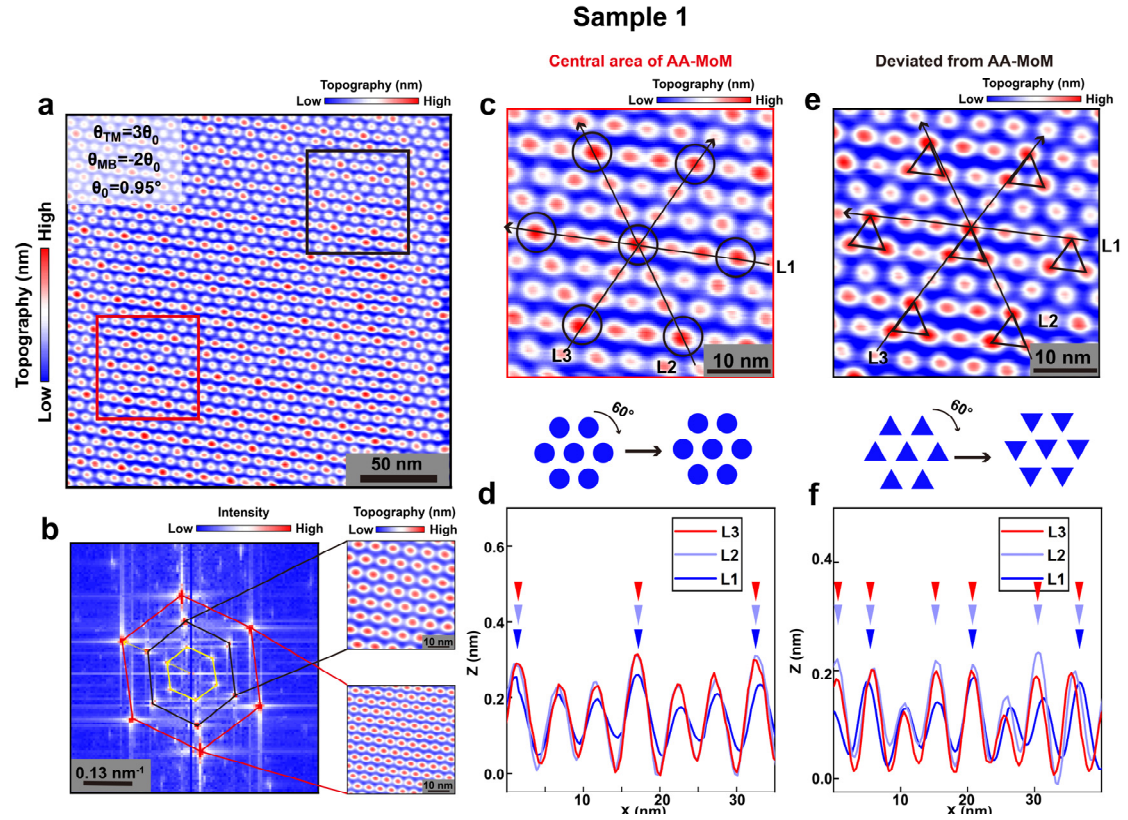 Sample 1
Central area of AA-MoM
Deviated from AA-MoM
a
Topography (nm)
Low High
c
Topography (nm)
Low High
e
Topography (nm)
Low High
θTM=3θ0
θMB=-2θ0
θ0=0.95°
Topography (nm)
Low High
50 nm
L1
L2
L3
10 nm
L1
L2
L3
10 nm
60°
60°
b
Intensity
Low High
Topography (nm)
Low High
0.13 nm-1
10 nm
10 nm
d
L3
L2
L1
Z (nm)
0.6
0.4
0.2
0.0
0 10 20 30
X (nm)
f
L3
L2
L1
Z (nm)
0.4
0.2
0.0
10 20 30
X (nm)